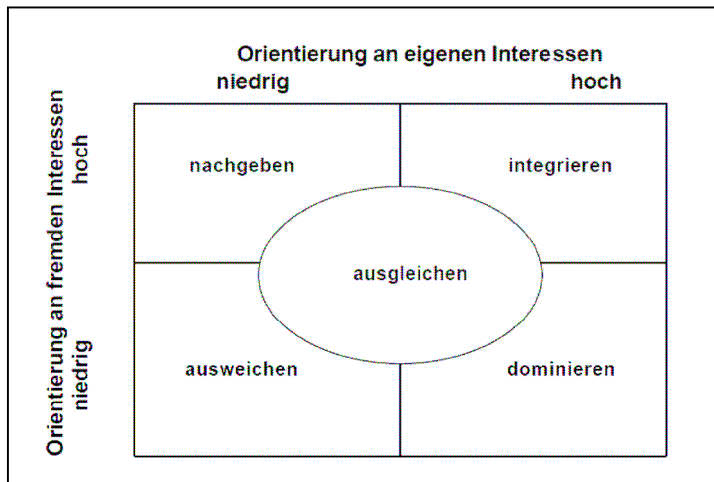 Orientierung an eigenen Interessen
niedrig hoch
Orientierung an fremden Interessen
hoch
niedrig
nachgeben integrieren
ausgleichen
ausweichen dominieren